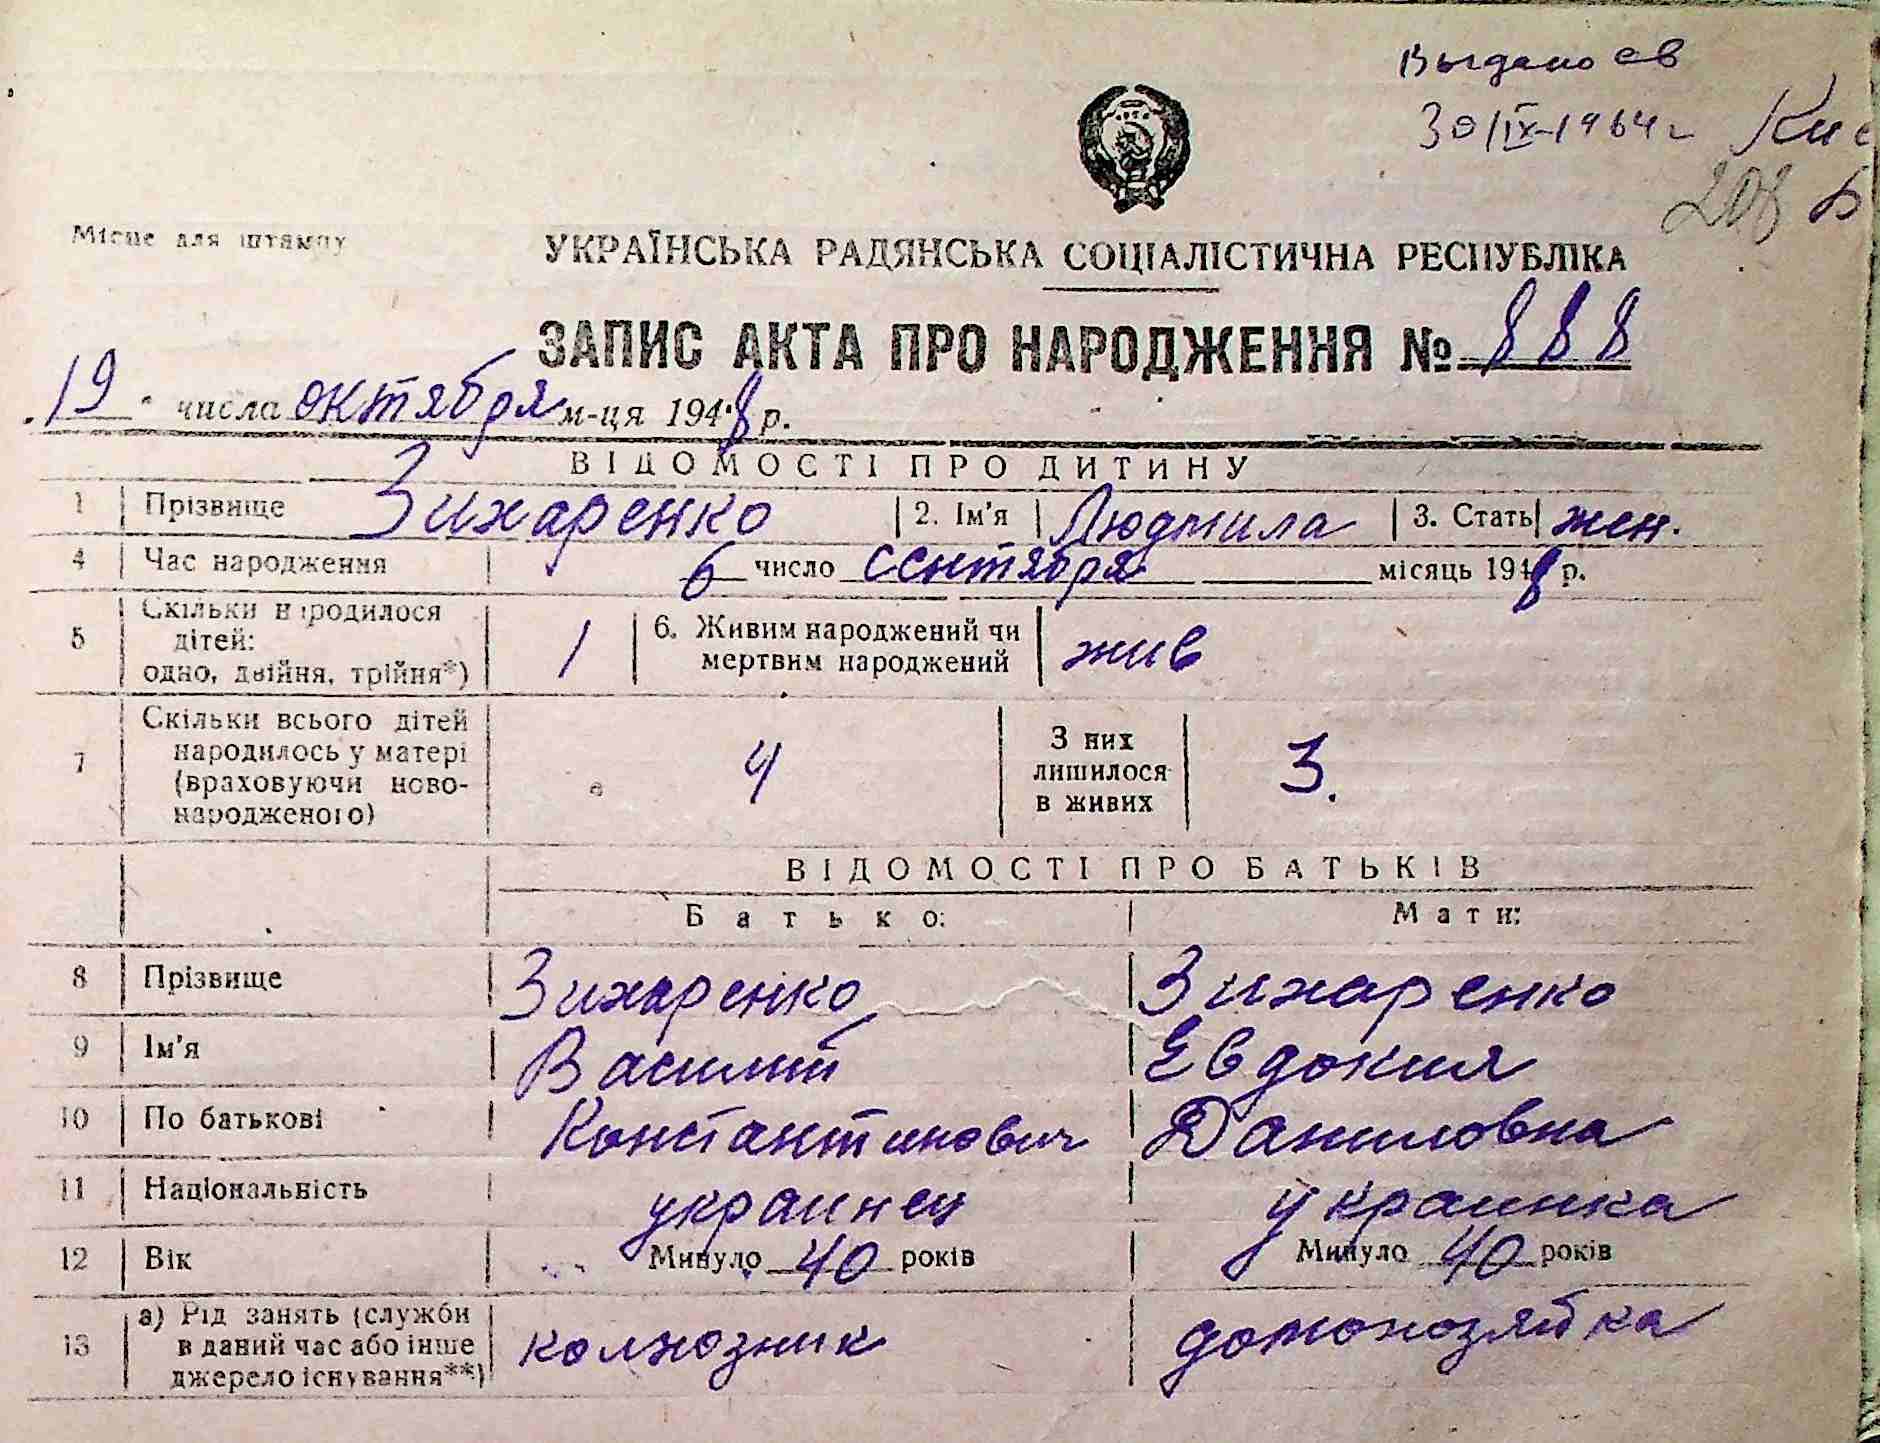 Выдано св
30/IX-1964г
Ки
208 Б
Місце для штампу
УКРАЇНСЬКА РАДЯНСЬКА СОЦІАЛІСТИЧНА РЕСПУБЛІКА
ЗАПИС АКТА ПРО НАРОДЖЕННЯ № 888
19 числа октября м-ця 1948 р.
ВІДОМОСТІ ПРО ДИТИНУ
1 Прізвище Зихаренко 2. Ім'я Людмила 3. Стать жен.
4 Час народження 6 число сентября місяць 1948 р.
5 Скільки народилося
дітей:
одно, двійня, трійня*) 1 6. Живим народжений чи
мертвим народжений жив
7 Скільки всього дітей
народилось у матері
(враховуючи ново-
народженого) 4 З них
лишилося
в живих 3.
ВІДОМОСТІ ПРО БАТЬКІВ
Батько: Мати:
8 Прізвище Зихаренко Зихаренко
9 Ім'я Василий Евдокия
10 По батькові Константинович Даниловна
11 Національність украинец украинка
12 Вік Минуло 40 років Минуло 40 років
13 а) Рід занять (служби
в даний час або інше
джерело існування**) колхозник домохозяйка